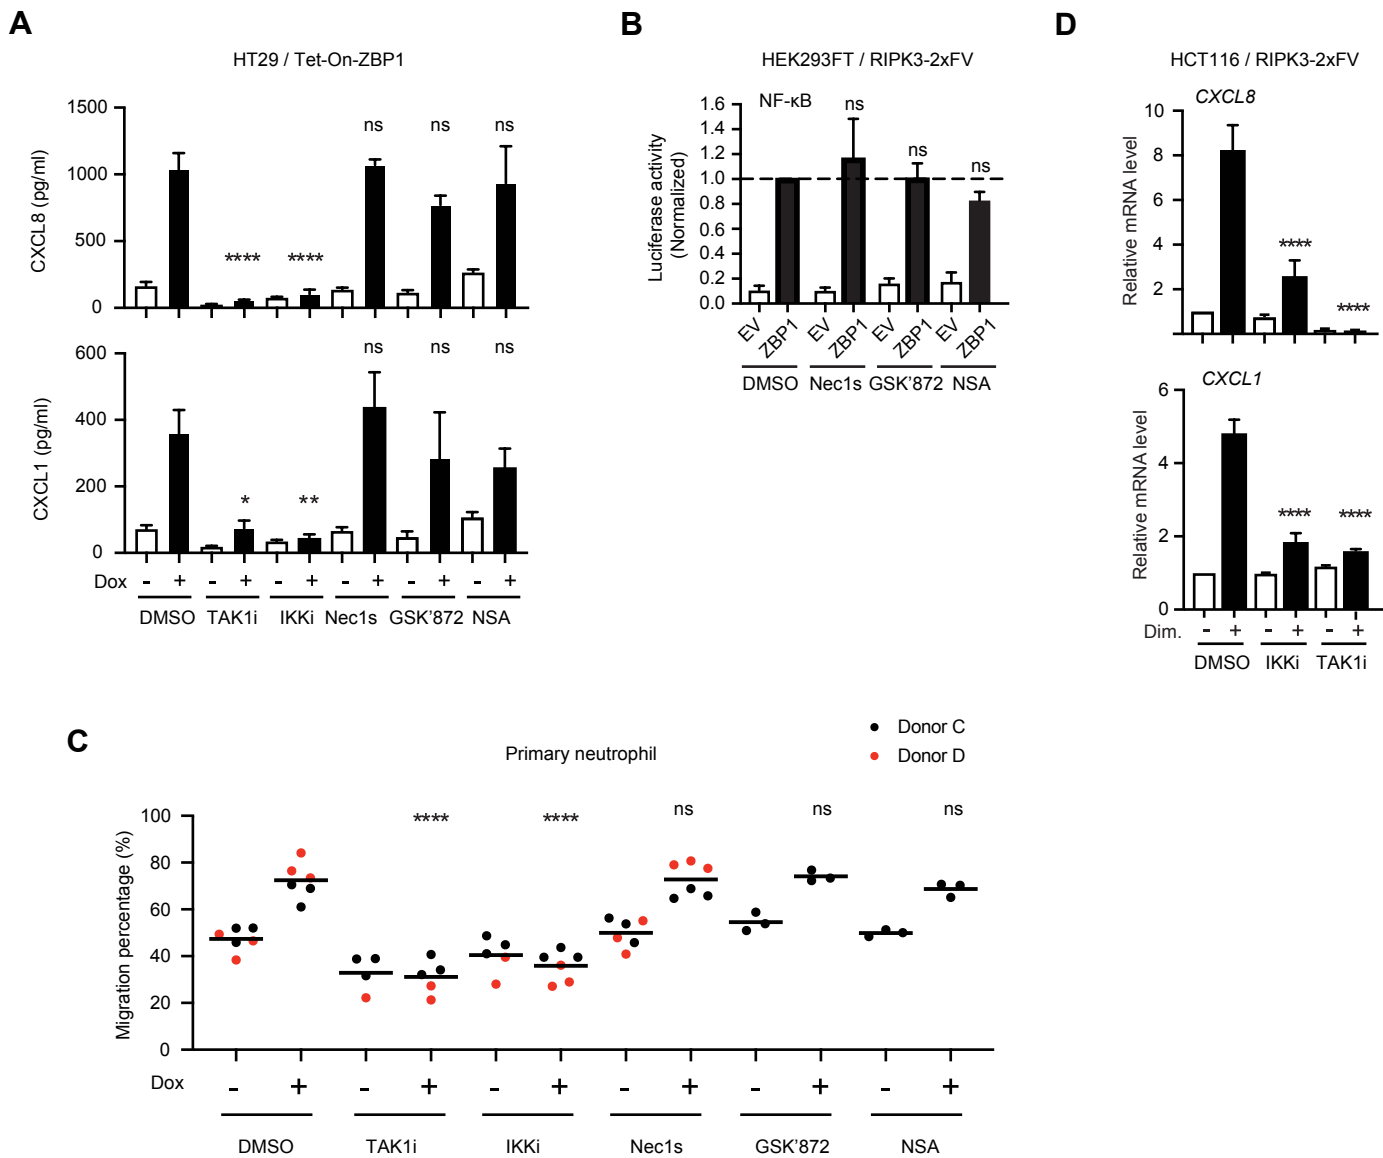 A
HT29 / Tet-On-ZBP1
CXCL8 (pg/ml)
1500
1000
500
0
**** **** ns ns ns
CXCL1 (pg/ml)
600
400
200
0
* ** ns ns ns
Dox - + - + - + - + - + - +
DMSO TAK1i IKKi Nec1s GSK'872 NSA
B
HEK293FT / RIPK3-2xFV
NF-κB
Luciferase activity
(Normalized)
1.6
1.4
1.2
1.0
0.8
0.6
0.4
0.2
0.0
ns ns ns
EV ZBP1 EV ZBP1 EV ZBP1 EV ZBP1
DMSO Nec1s GSK'872 NSA
D
HCT116 / RIPK3-2xFV
CXCL8
Relative mRNA level
10
8
6
4
2
**** ****
CXCL1
Relative mRNA level
6
4
2
0
**** ****
Dim. - + - + - +
DMSO IKKi TAK1i
C
Primary neutrophil
Donor C
Donor D
Migration percentage (%)
100
80
60
40
20
0
**** **** ns ns ns
Dox - + - + - + - + - + - +
DMSO TAK1i IKKi Nec1s GSK'872 NSA